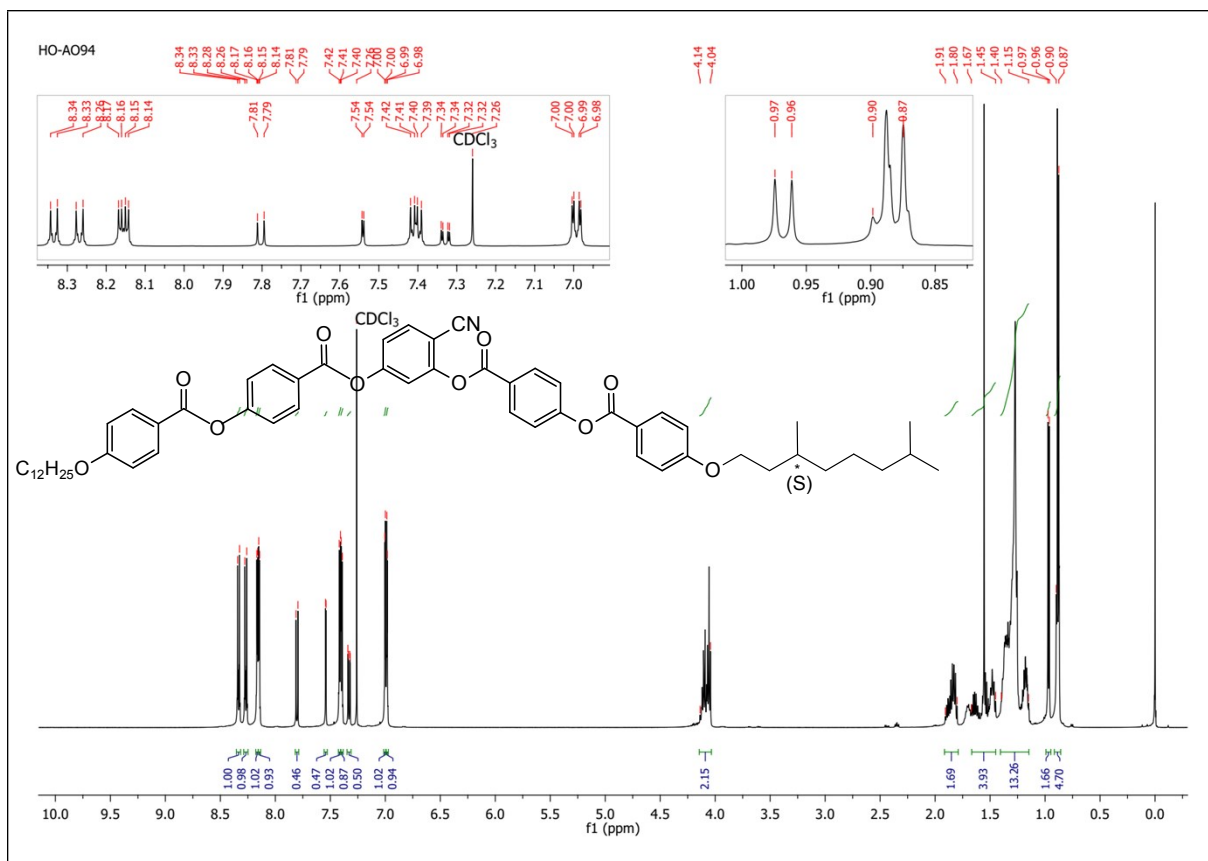 HO-AO94
8.34 8.33 8.28 8.26 8.17 8.16 8.15 8.14 7.81 7.79 7.42 7.41 7.40 7.26 7.00 7.00 6.99 6.98
4.14 4.04
1.91 1.80 1.67 1.45 1.40 1.15 0.97 0.96 0.90 0.87
8.34 8.33 8.26 8.17 8.16 8.15 8.14 7.81 7.79 7.54 7.54 7.42 7.41 7.40 7.39 7.34 7.34 7.32 7.32 7.26 7.00 7.00 6.99 6.98
CDCl3
8.3 8.2 8.1 8.0 7.9 7.8 7.7 7.6 7.5 7.4 7.3 7.2 7.1 7.0
f1 (ppm)
0.97 0.96 0.90 0.87
1.00 0.95 0.90 0.85
f1 (ppm)
CDCl3
CN
O
O
O
O
O
O
O
O
C12H25
O
O
*
(S)
1.00 0.98 1.02 0.93 0.46 0.47 1.02 0.87 0.50 1.02 0.94 2.15 1.69 3.93 13.26 1.66 4.70
10.0 9.5 9.0 8.5 8.0 7.5 7.0 6.5 6.0 5.5 5.0 4.5 4.0 3.5 3.0 2.5 2.0 1.5 1.0 0.5 0.0
f1 (ppm)